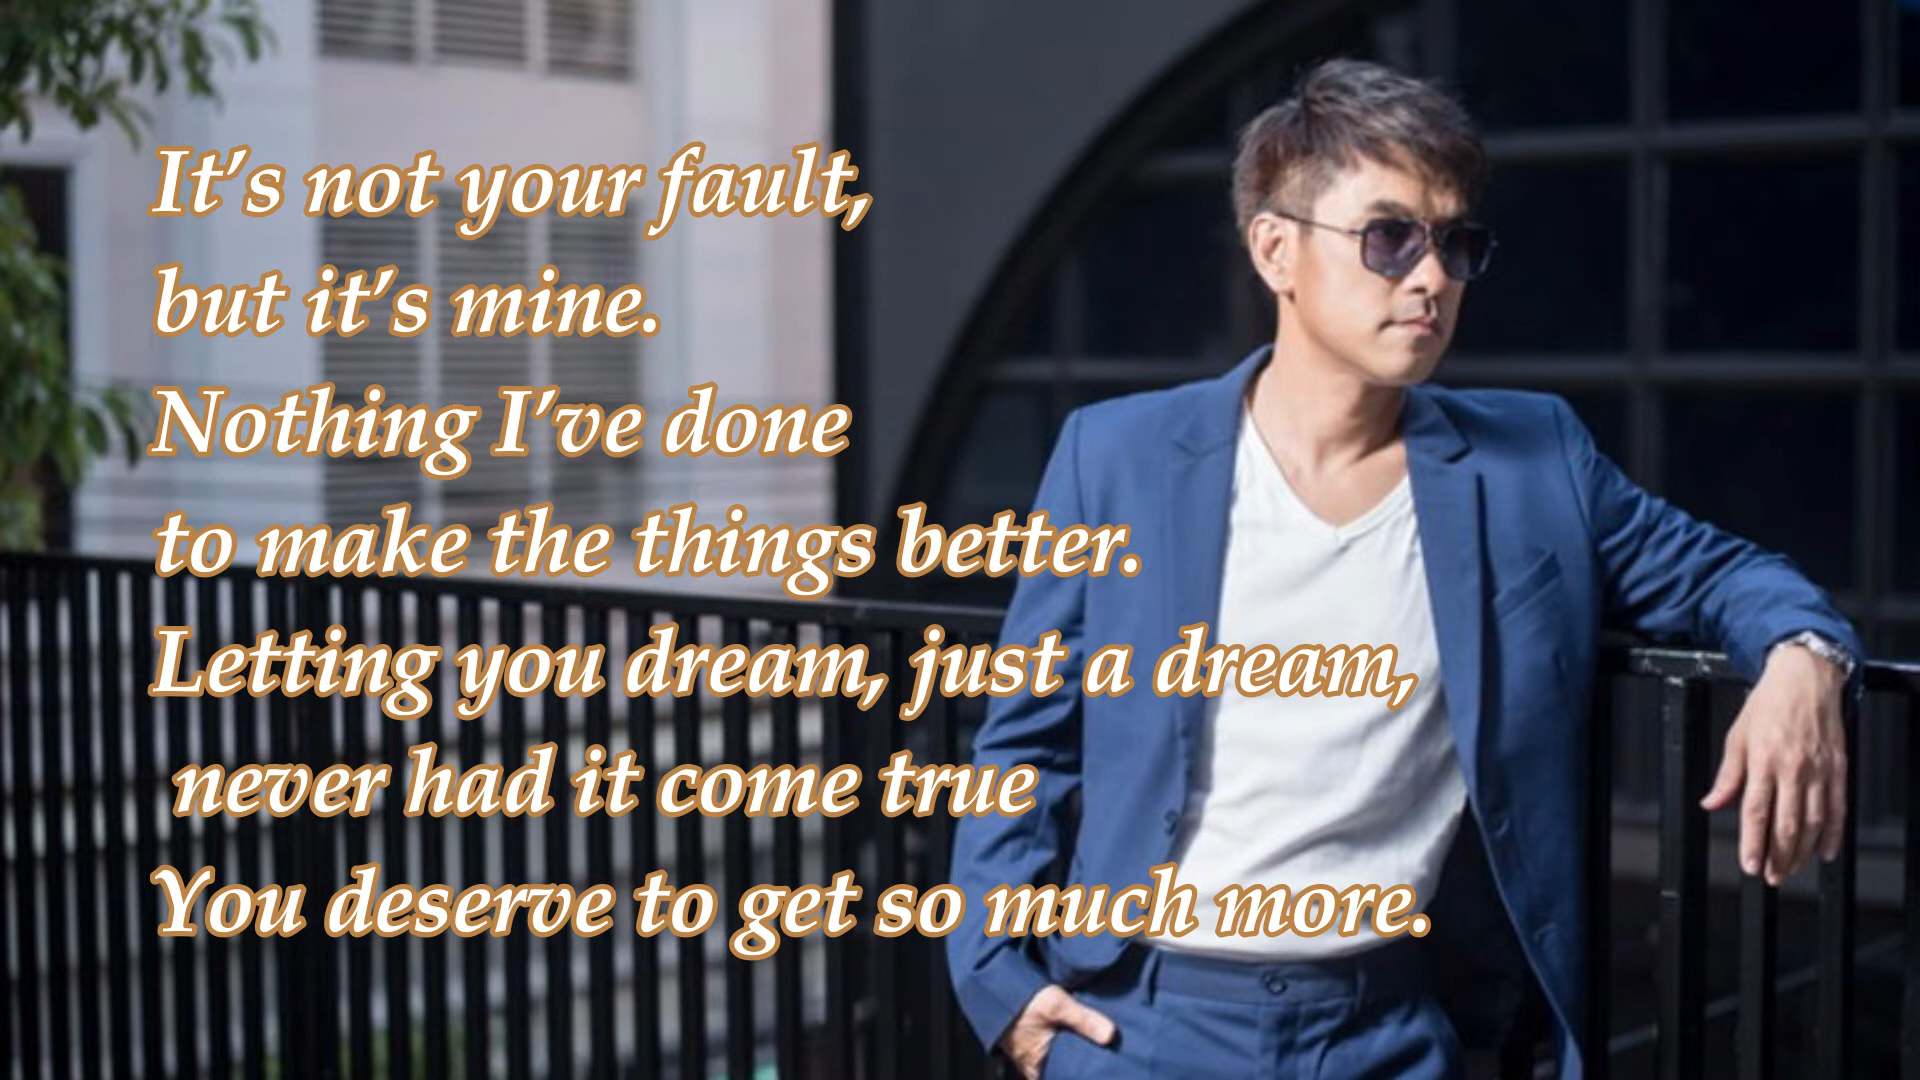 It’s not your fault,
but it’s mine.
Nothing I’ve done
to make the things better.
Letting you dream, just a dream,
never had it come true
You deserve to get so much more.